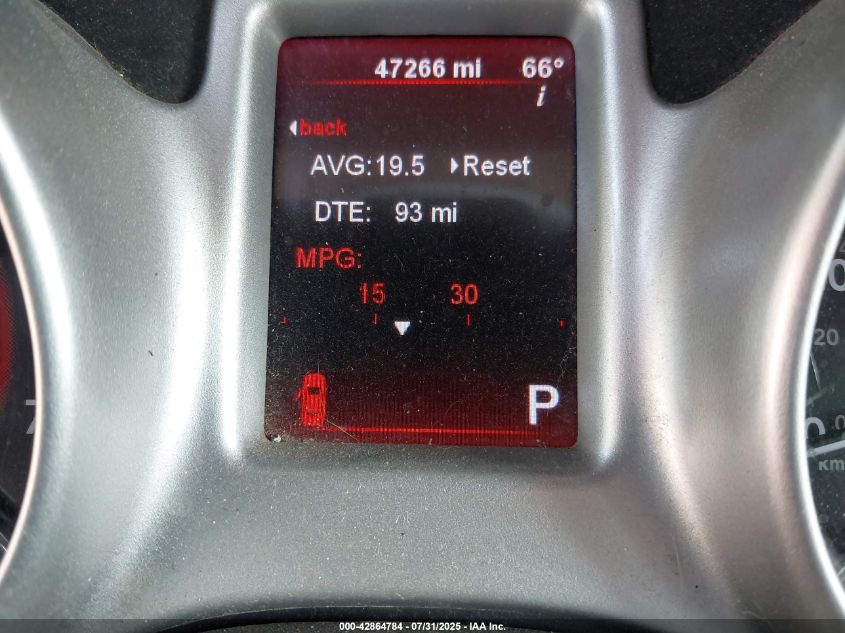 47266 mi 66°
i
back
AVG:19.5 Reset
DTE: 93 mi
MPG:
15 30
P
20
km
000-42864784 / 07/31/2025 - IAA Inc.